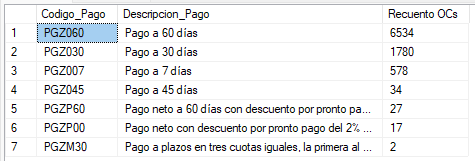 Codigo_Pago Descripcion_Pago Recuento OCs
1 PGZ060 Pago a 60 días 6534
2 PGZ030 Pago a 30 días 1780
3 PGZ007 Pago a 7 días 578
4 PGZ045 Pago a 45 días 34
5 PGZP60 Pago neto a 60 días con descuento por pronto pa... 27
6 PGZP00 Pago neto con descuento por pronto pago del 2% ... 17
7 PGZM30 Pago a plazos en tres cuotas iguales, la primera al ... 2